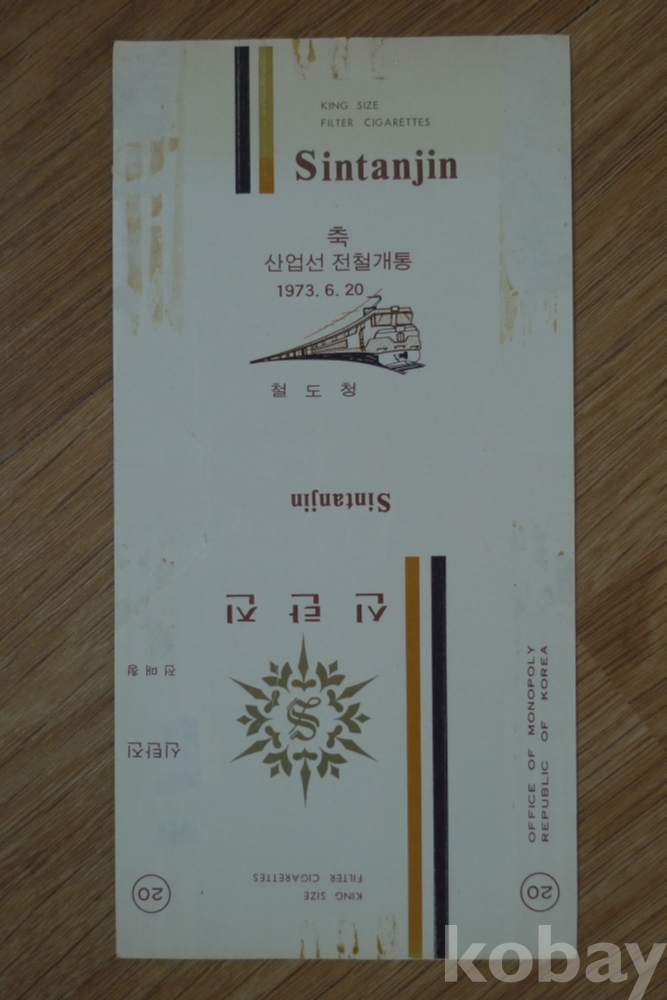 KING SIZE
FILTER CIGARETTES
Sintanjin
축
산업선 전철개통
1973. 6. 20
철 도 청
Sintanjin
신 탄 진
전매청
신탄진
S
OFFICE OF MONOPOLY
REPUBLIC OF KOREA
KING SIZE
FILTER CIGARETTES
20
20
kobay